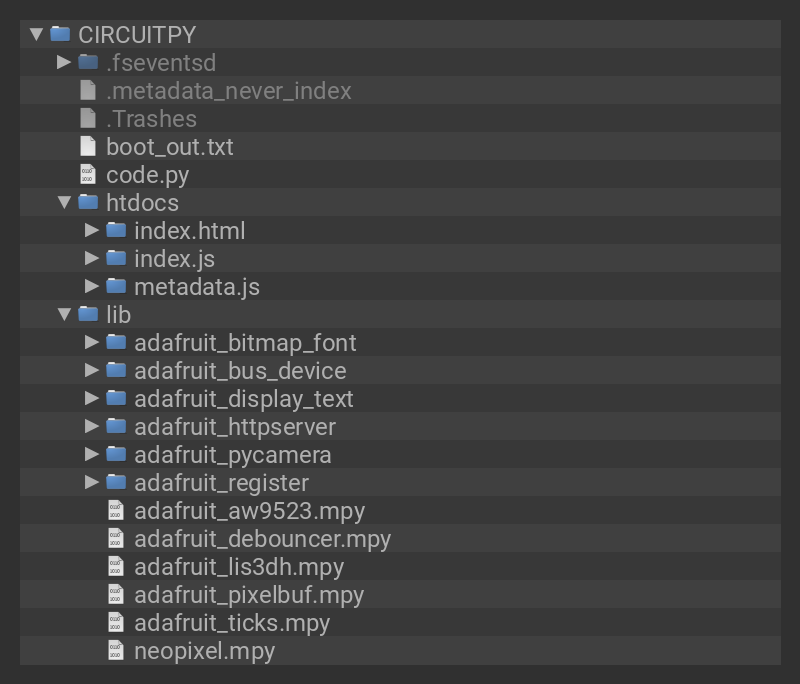 CIRCUITPY
.fseventsd
.metadata_never_index
.Trashes
boot_out.txt
code.py
htdocs
index.html
index.js
metadata.js
lib
adafruit_bitmap_font
adafruit_bus_device
adafruit_display_text
adafruit_httpserver
adafruit_pycamera
adafruit_register
adafruit_aw9523.mpy
adafruit_debouncer.mpy
adafruit_lis3dh.mpy
adafruit_pixelbuf.mpy
adafruit_ticks.mpy
neopixel.mpy